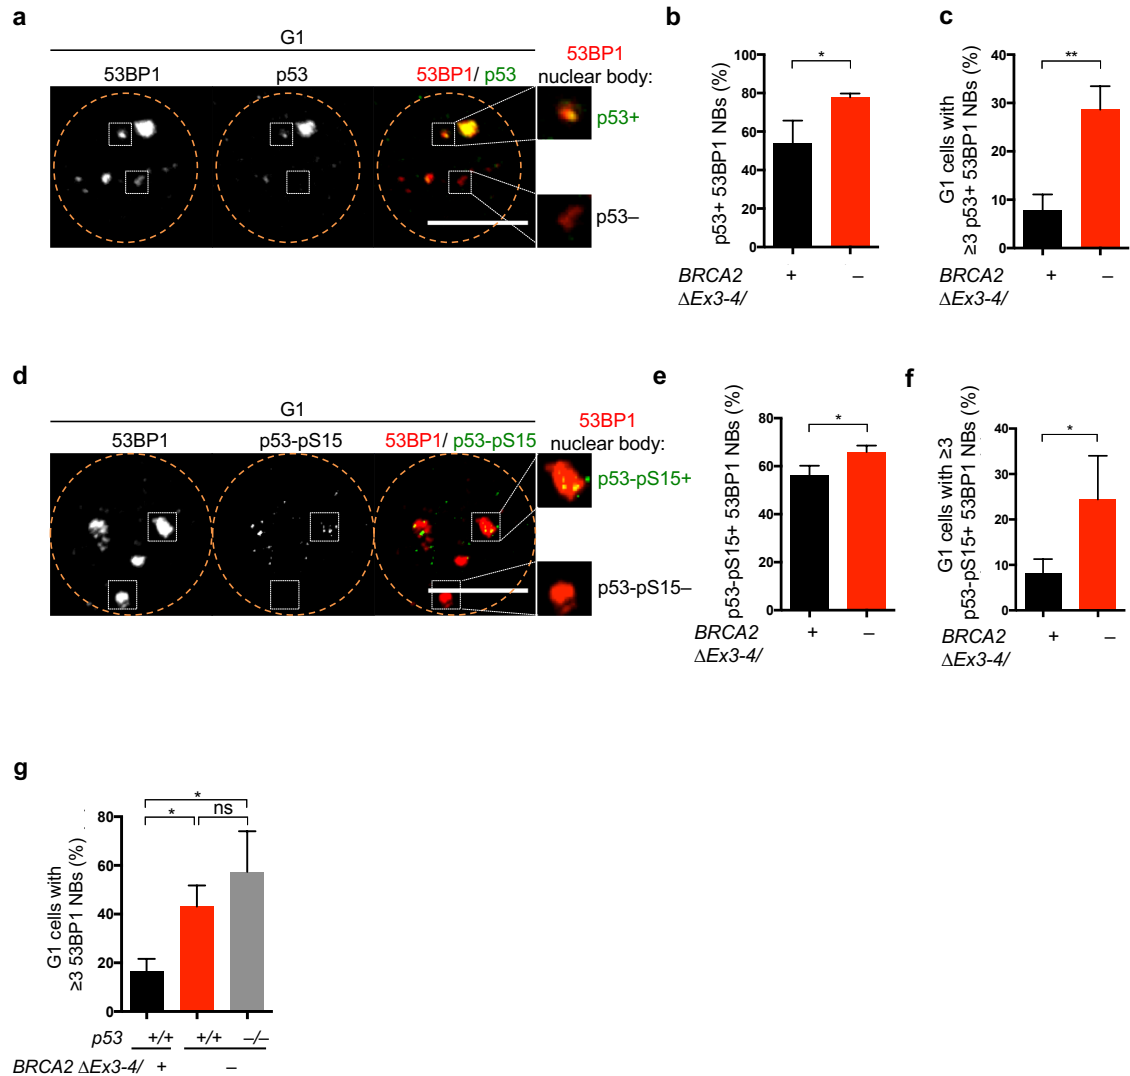 a
G1
53BP1 p53 53BP1/ p53
53BP1
nuclear body:
p53+
p53–
b
p53+ 53BP1 NBs (%)
100
80
60
40
20
0
*
BRCA2 + –
ΔEx3-4/
c
G1 cells with
≥3 p53+ 53BP1 NBs (%)
40
30
20
10
0
**
BRCA2 + –
ΔEx3-4/
d
G1
53BP1 p53-pS15 53BP1/ p53-pS15
53BP1
nuclear body:
p53-pS15+
p53-pS15–
e
p53-pS15+ 53BP1 NBs (%)
80
60
40
20
0
*
BRCA2 + –
ΔEx3-4/
f
G1 cells with ≥3
p53-pS15+ 53BP1 NBs (%)
40
30
20
10
0
*
BRCA2 + –
ΔEx3-4/
g
G1 cells with
≥3 53BP1 NBs (%)
80
60
40
20
0
*
* ns
p53 +/+ +/+ –/–
BRCA2 ΔEx3-4/ + –